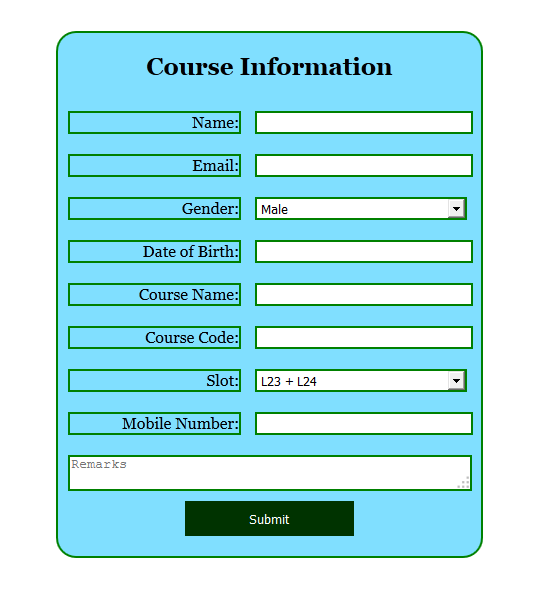 Course Information
Name:
Email:
Gender: Male
Date of Birth:
Course Name:
Course Code:
Slot: L23 + L24
Mobile Number:
Remarks
Submit